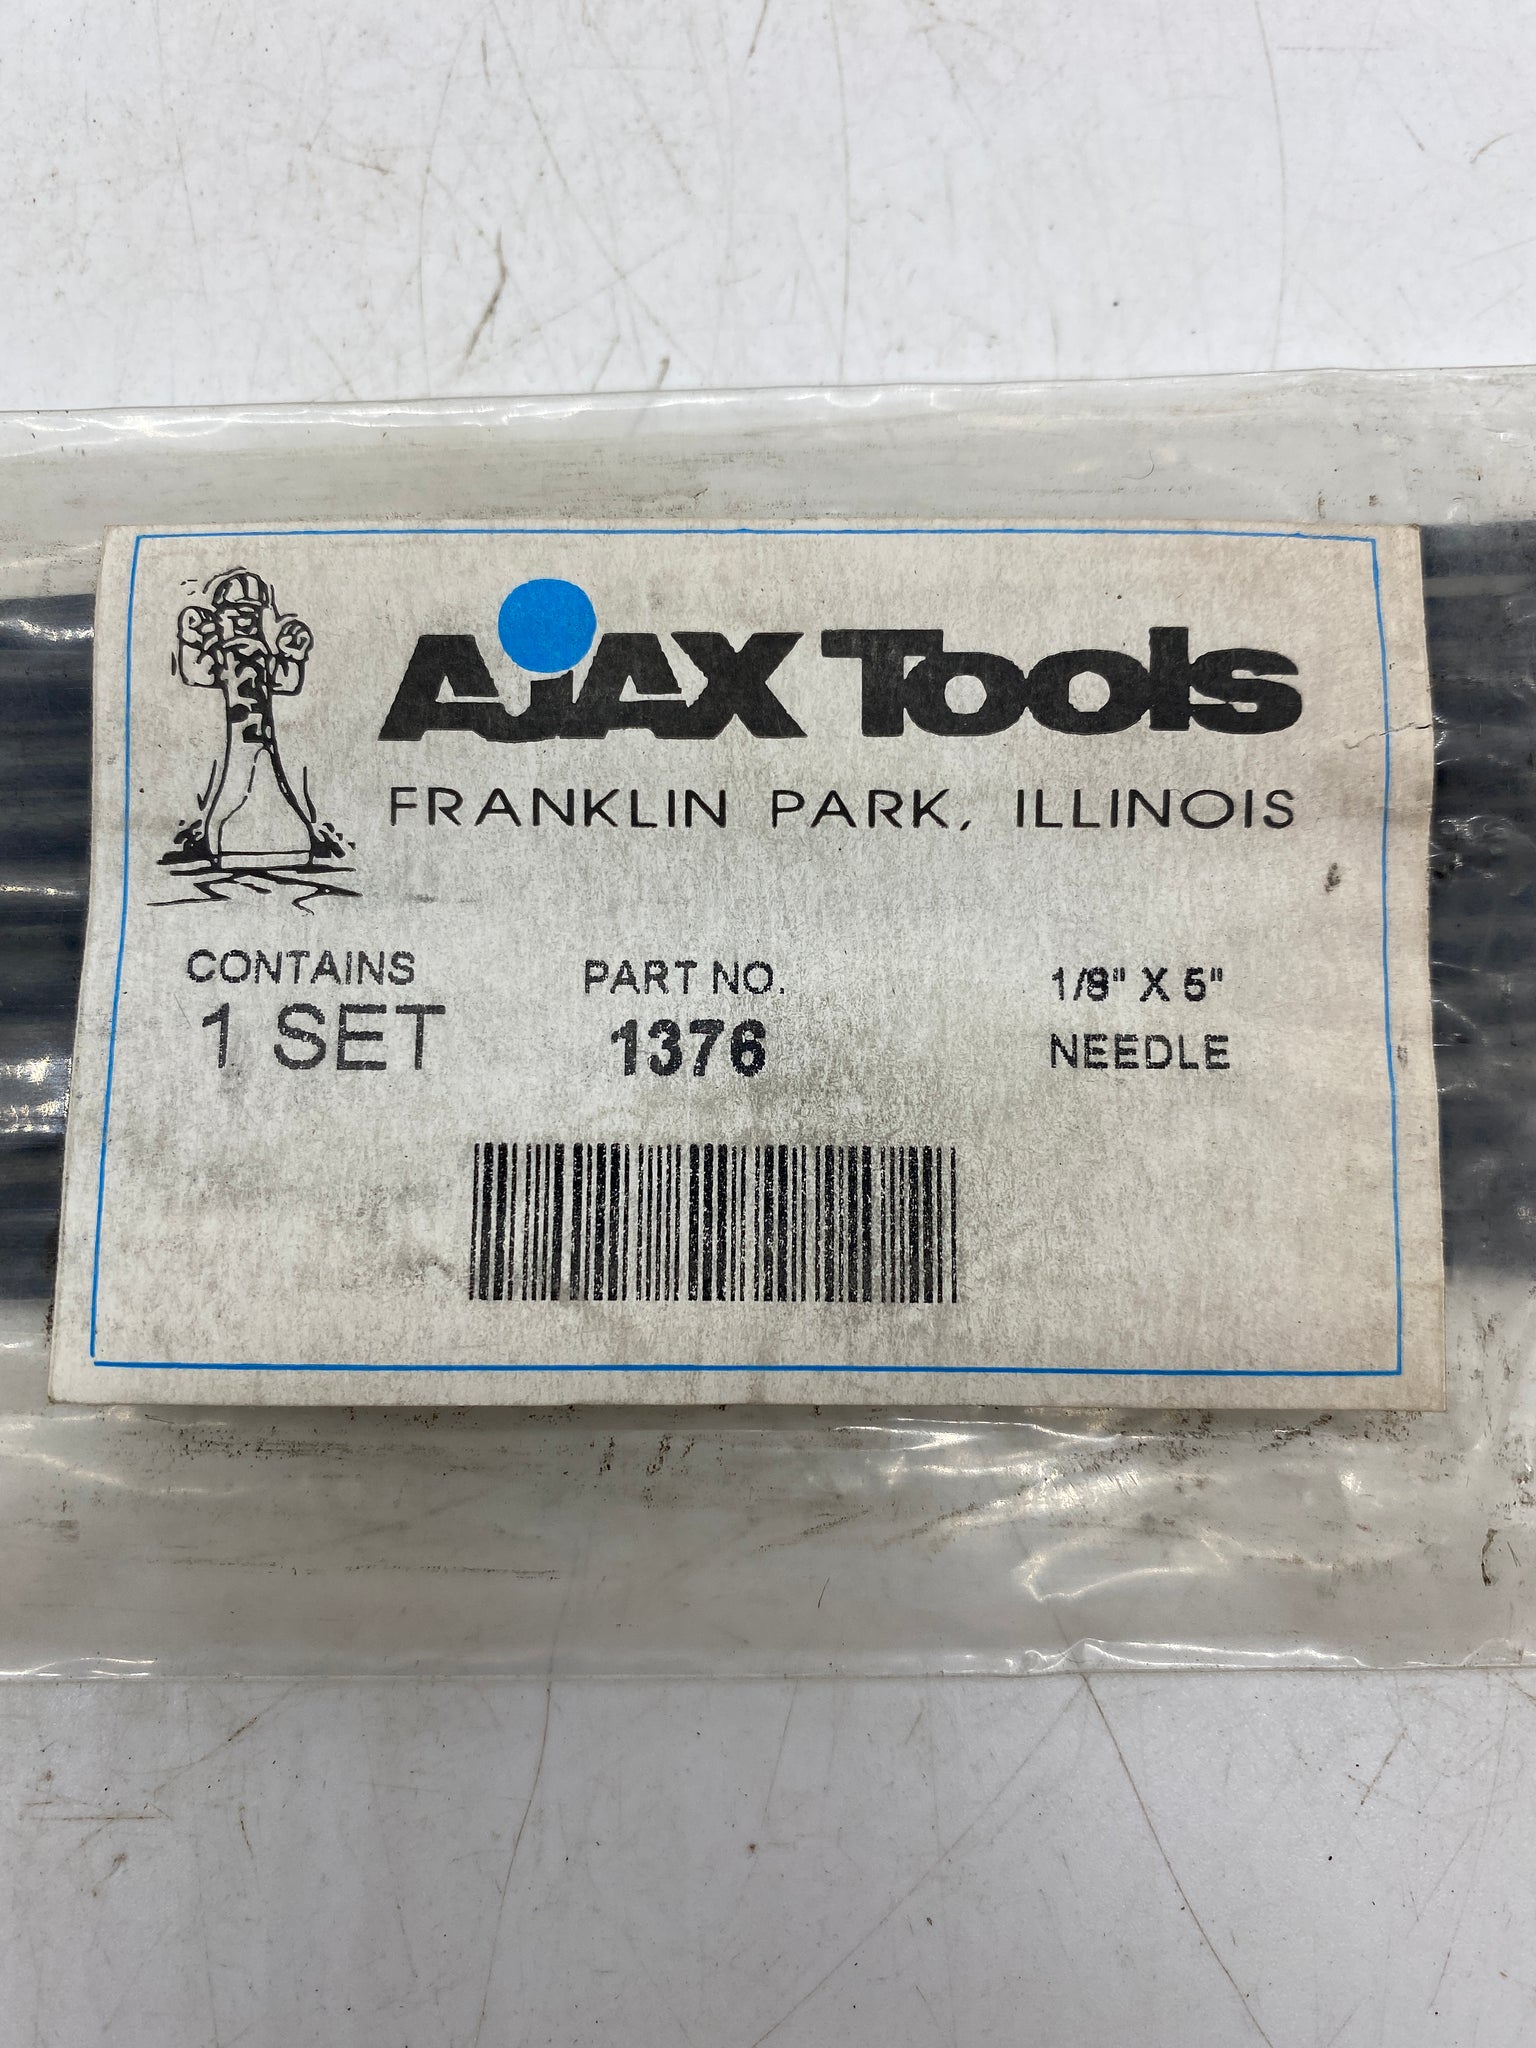 AjAX Tools
FRANKLIN PARK, ILLINOIS
CONTAINS
1 SET
PART NO.
1376
1/8" X 5"
NEEDLE